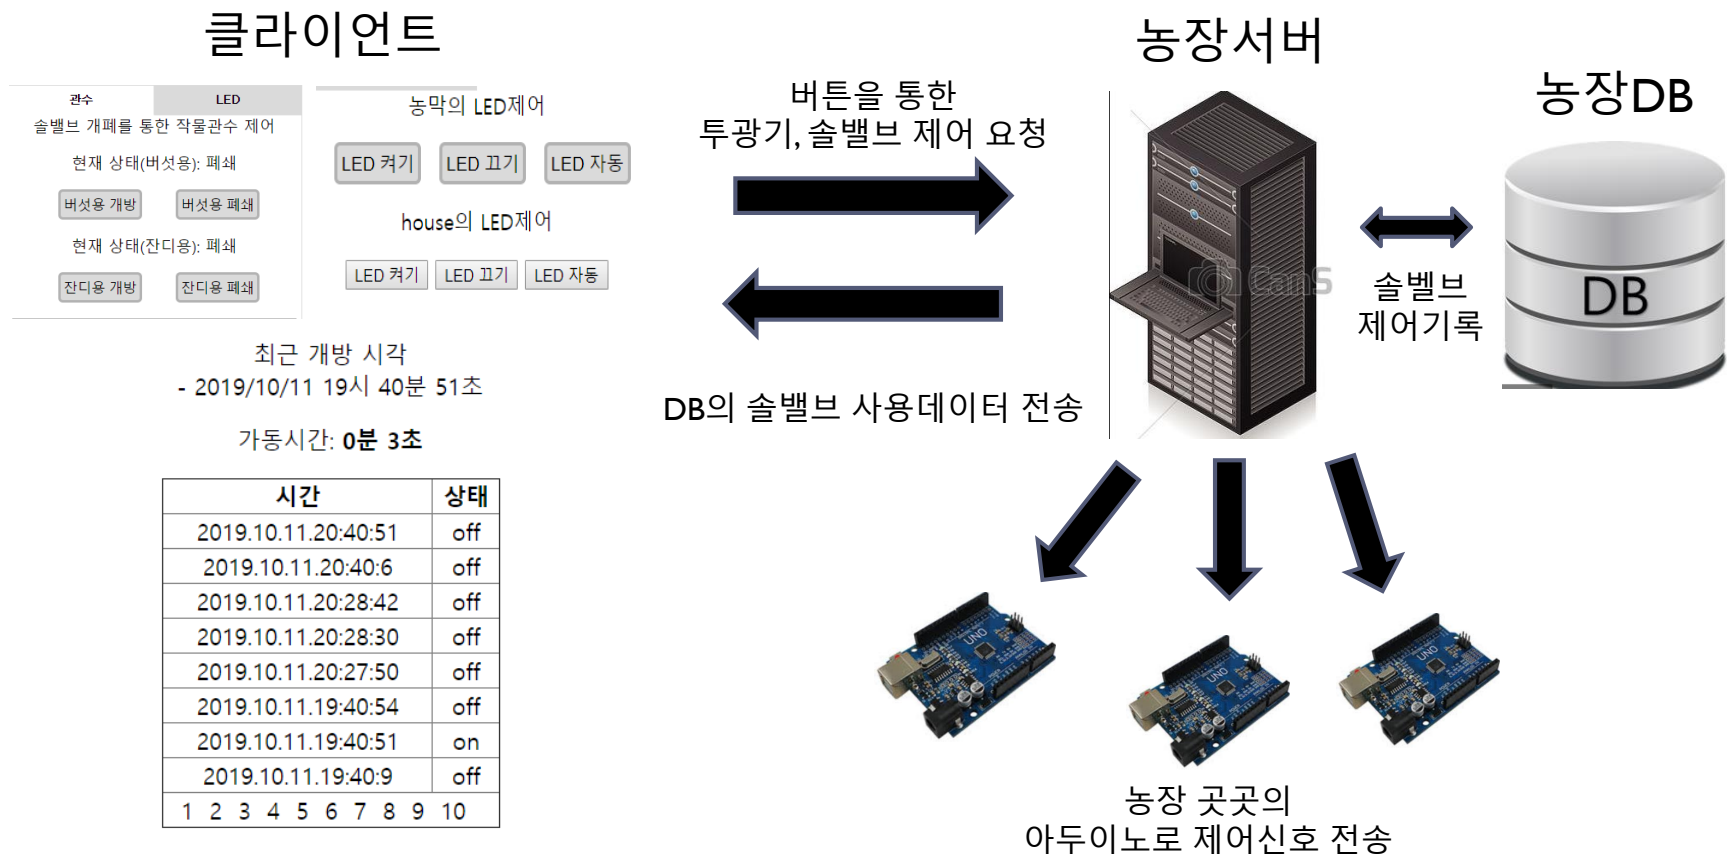 클라이언트
관수
LED
솔밸브 개폐를 통한 작물관수 제어
현재 상태(버섯용): 폐쇄
버섯용 개방
버섯용 폐쇄
현재 상태(잔디용): 폐쇄
잔디용 개방
잔디용 폐쇄
농막의 LED제어
LED 켜기
LED 끄기
LED 자동
house의 LED제어
LED 켜기
LED 끄기
LED 자동
최근 개방 시각
- 2019/10/11 19시 40분 51초
가동시간: 0분 3초
시간 상태
2019.10.11.20:40:51 off
2019.10.11.20:40:6 off
2019.10.11.20:28:42 off
2019.10.11.20:28:30 off
2019.10.11.20:27:50 off
2019.10.11.19:40:54 off
2019.10.11.19:40:51 on
2019.10.11.19:40:9 off
1 2 3 4 5 6 7 8 9 10
버튼을 통한
투광기, 솔밸브 제어 요청
DB의 솔밸브 사용데이터 전송
농장서버
CanS
솔벨브
제어기록
농장DB
DB
UNO
UNO
UNO
농장 곳곳의
아두이노로 제어신호 전송